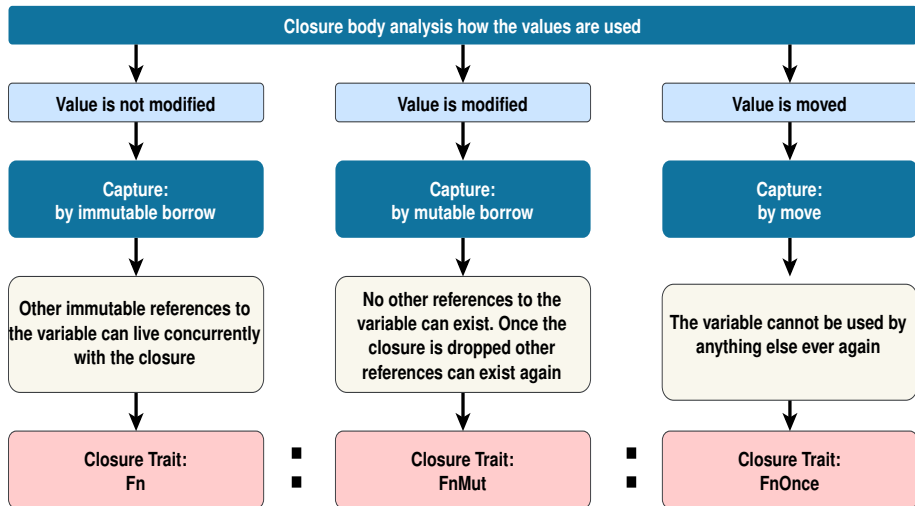 Closure body analysis how the values are used
Value is not modified
Value is modified
Value is moved
Capture:
by immutable borrow
Capture:
by mutable borrow
Capture:
by move
Other immutable references to
the variable can live concurrently
with the closure
No other references to the
variable can exist. Once the
closure is dropped other
references can exist again
The variable cannot be used by
anything else ever again
Closure Trait:
Fn
:
Closure Trait:
FnMut
:
Closure Trait:
FnOnce